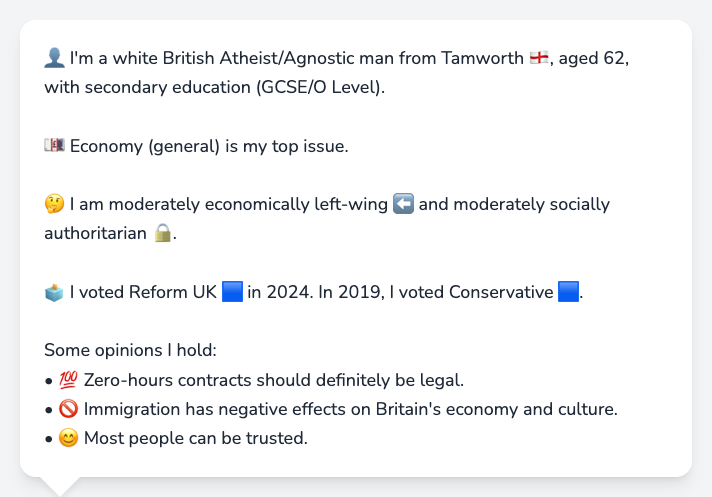 👤 I'm a white British Atheist/Agnostic man from Tamworth 🏴󠁧󠁢󠁥󠁮󠁧󠁿, aged 62,
with secondary education (GCSE/O Level).
💷 Economy (general) is my top issue.
🤔 I am moderately economically left-wing ⬅️ and moderately socially
authoritarian 🔒.
🗳️ I voted Reform UK 🟦 in 2024. In 2019, I voted Conservative 🟦.
Some opinions I hold:
• 💯 Zero-hours contracts should definitely be legal.
• 🚫 Immigration has negative effects on Britain's economy and culture.
• 😊 Most people can be trusted.